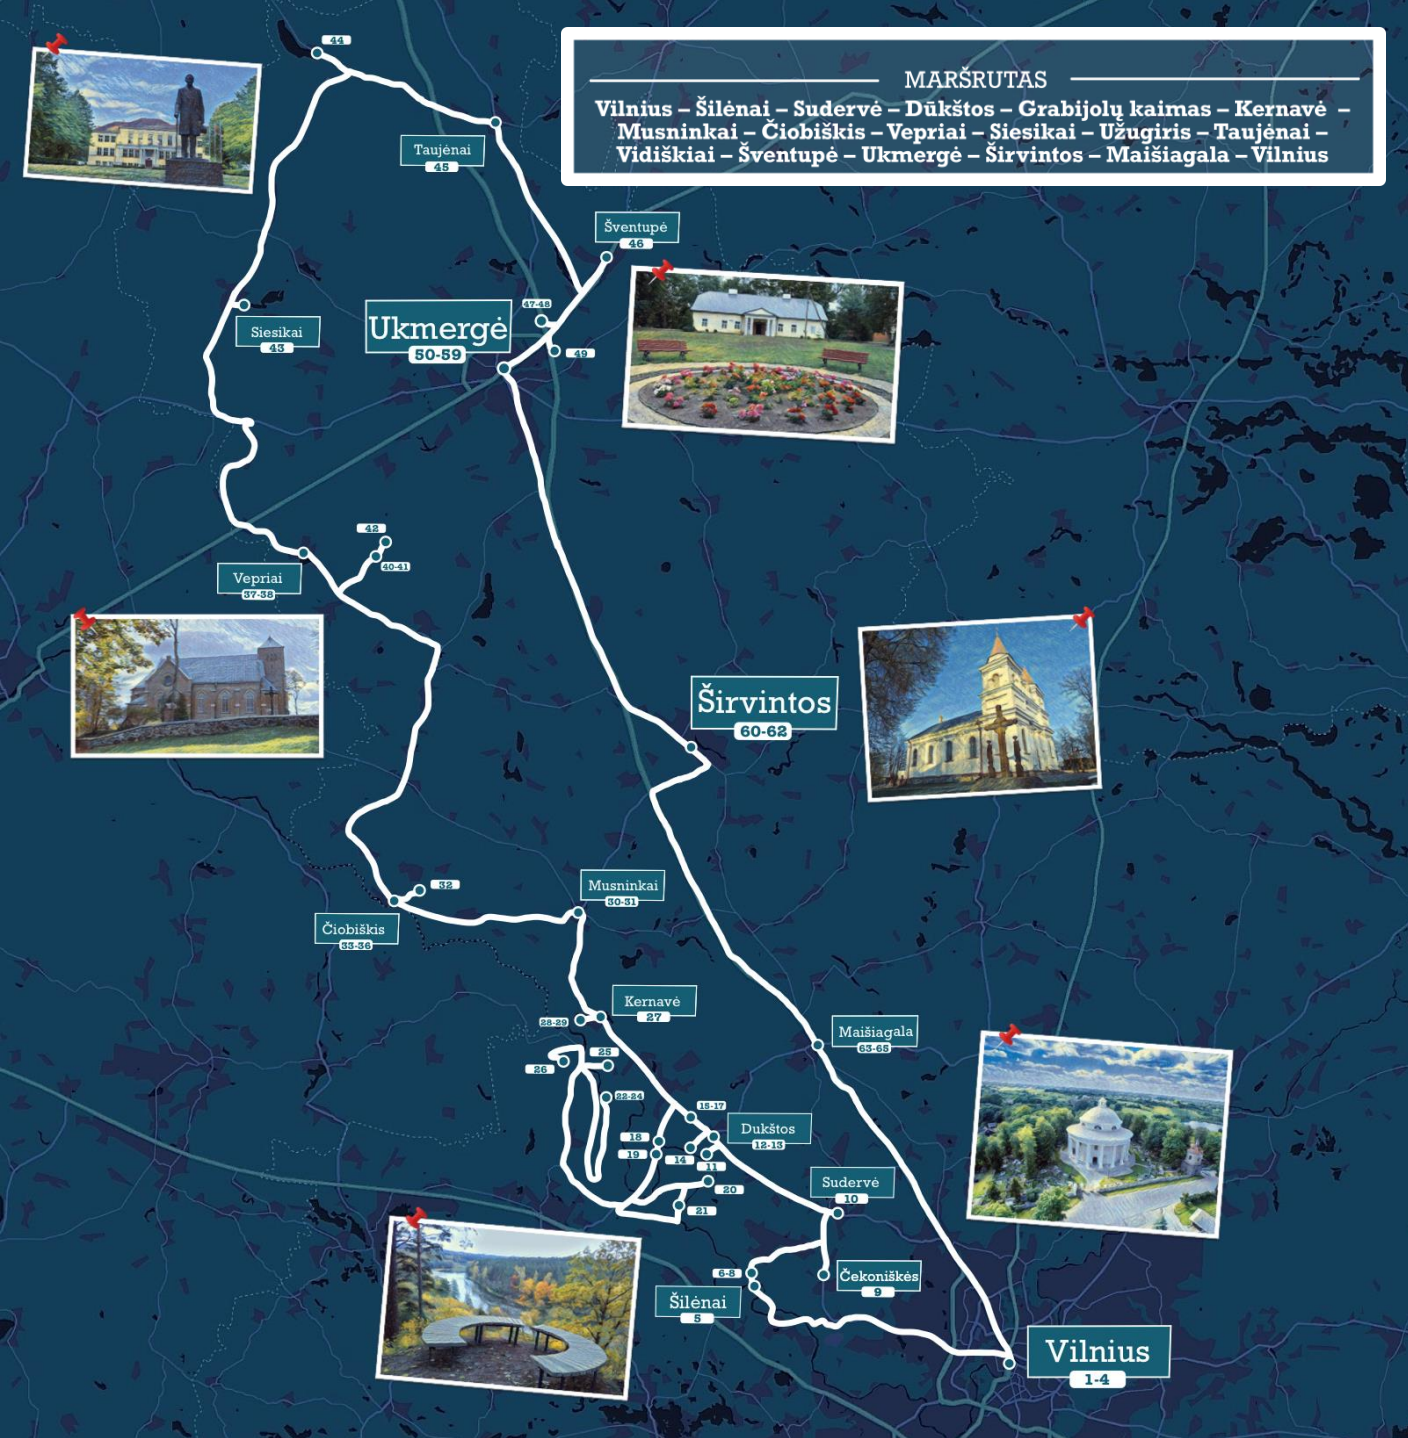 44
MARŠRUTAS
Vilnius – Šilėnai – Sudervė – Dūkštos – Grabijolų kaimas – Kernavė –
Musninkai – Čiobiškis – Vepriai – Siesikai – Užugiris – Taujėnai –
Vidiškiai – Šventupė – Ukmergė – Širvintos – Maišiagala – Vilnius
Taujėnai
45
Šventupė
46
47-48
Ukmergė
50-59
49
Siesikai
43
42
40-41
Vepriai
37-38
Širvintos
60-62
32
Musninkai
30-31
Čiobiškis
33-36
Kernavė
27
28-29
Maišiagala
63-65
25
26
22-24
15-17
Dukštos
12-13
18
19
14
11
20
21
Sudervė
10
6-8
Čekoniškės
9
Šilėnai
5
Vilnius
1-4